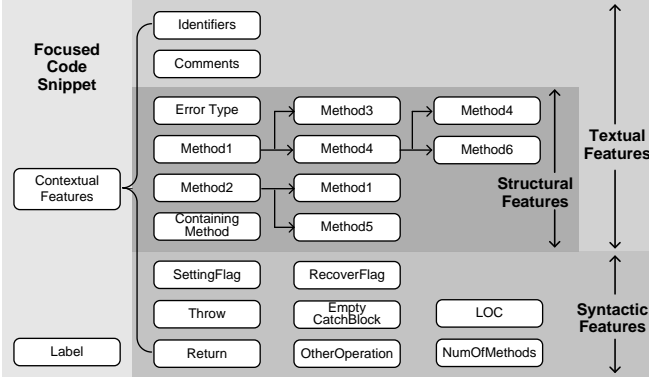 Focused
Code
Snippet
Contextual
Features
Label
Identifiers
Comments
Error Type
Method3
Method4
Method1
Method4
Method6
Method2
Method1
Containing
Method
Method5
Structural
Features
Textual
Features
SettingFlag
RecoverFlag
Throw
Empty
CatchBlock
LOC
Return
OtherOperation
NumOfMethods
Syntactic
Features